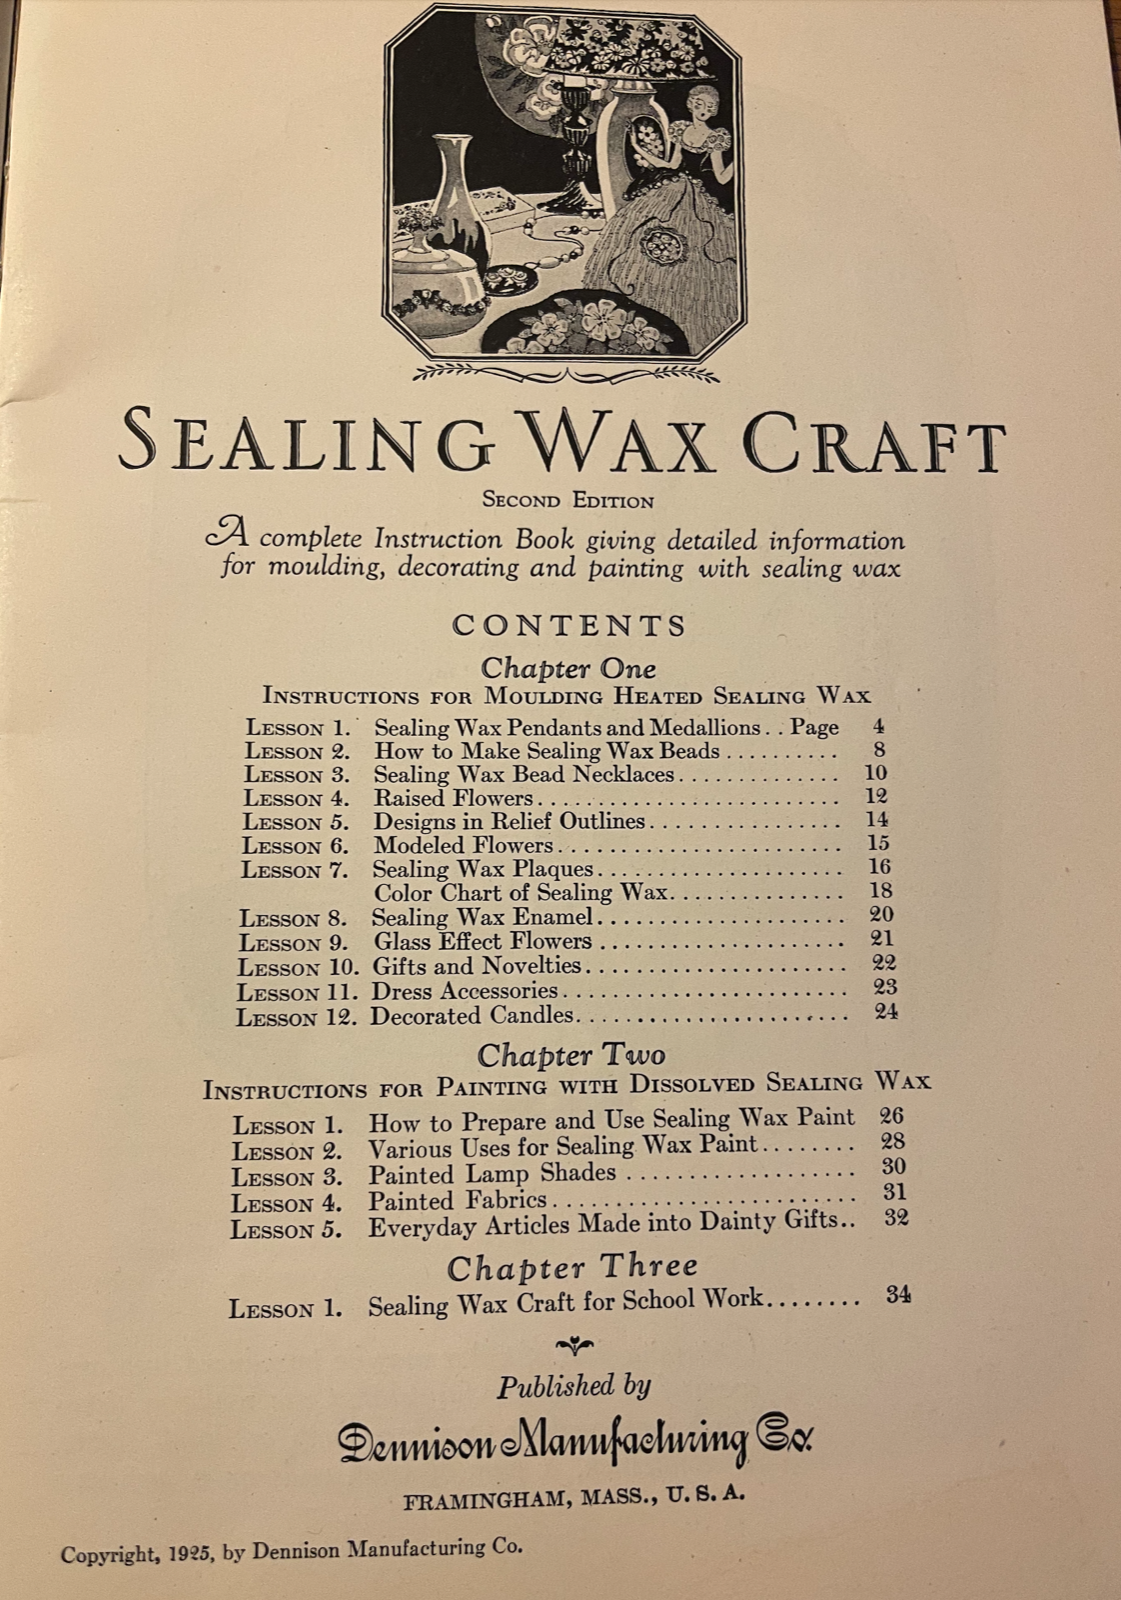 SEALING WAX CRAFT
SECOND EDITION
A complete Instruction Book giving detailed information
for moulding, decorating and painting with sealing wax
CONTENTS
Chapter One
INSTRUCTIONS FOR MOULDING HEATED SEALING WAX
LESSON 1. Sealing Wax Pendants and Medallions . . Page 4
LESSON 2. How to Make Sealing Wax Beads . . . . . . . . . . 8
LESSON 3. Sealing Wax Bead Necklaces . . . . . . . . . . . . . . 10
LESSON 4. Raised Flowers . . . . . . . . . . . . . . . . . . . . . . . . . . 12
LESSON 5. Designs in Relief Outlines . . . . . . . . . . . . . . . . . 14
LESSON 6. Modeled Flowers . . . . . . . . . . . . . . . . . . . . . . . . 15
LESSON 7. Sealing Wax Plaques . . . . . . . . . . . . . . . . . . . . . 16
Color Chart of Sealing Wax . . . . . . . . . . . . . . . 18
LESSON 8. Sealing Wax Enamel . . . . . . . . . . . . . . . . . . . . . 20
LESSON 9. Glass Effect Flowers . . . . . . . . . . . . . . . . . . . . . 21
LESSON 10. Gifts and Novelties . . . . . . . . . . . . . . . . . . . . . . 22
LESSON 11. Dress Accessories . . . . . . . . . . . . . . . . . . . . . . . . 23
LESSON 12. Decorated Candles . . . . . . . . . . . . . . . . . . . . . . . 24
Chapter Two
INSTRUCTIONS FOR PAINTING WITH DISSOLVED SEALING WAX
LESSON 1. How to Prepare and Use Sealing Wax Paint 26
LESSON 2. Various Uses for Sealing Wax Paint . . . . . . . . 28
LESSON 3. Painted Lamp Shades . . . . . . . . . . . . . . . . . . . 30
LESSON 4. Painted Fabrics . . . . . . . . . . . . . . . . . . . . . . . . . 31
LESSON 5. Everyday Articles Made into Dainty Gifts . . 32
Chapter Three
LESSON 1. Sealing Wax Craft for School Work . . . . . . . . 34
Published by
Dennison Manufacturing Co.
FRAMINGHAM, MASS., U. S. A.
Copyright, 1925, by Dennison Manufacturing Co.